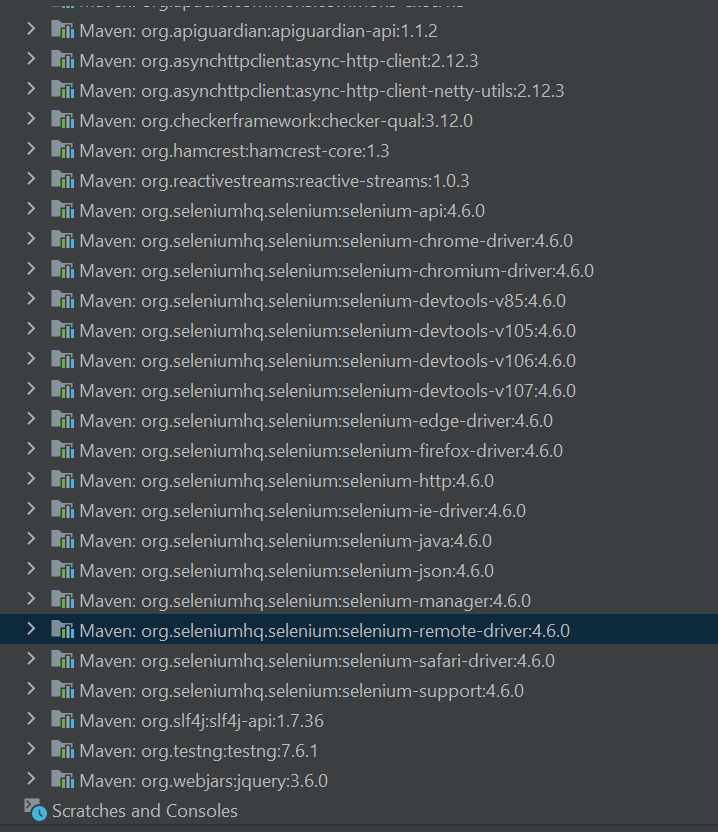 Maven: org.apiguardian:apiguardian-api:1.1.2
Maven: org.asynchttpclient:async-http-client:2.12.3
Maven: org.asynchttpclient:async-http-client-netty-utils:2.12.3
Maven: org.checkerframework:checker-qual:3.12.0
Maven: org.hamcrest:hamcrest-core:1.3
Maven: org.reactivestreams:reactive-streams:1.0.3
Maven: org.seleniumhq.selenium:selenium-api:4.6.0
Maven: org.seleniumhq.selenium:selenium-chrome-driver:4.6.0
Maven: org.seleniumhq.selenium:selenium-chromium-driver:4.6.0
Maven: org.seleniumhq.selenium:selenium-devtools-v85:4.6.0
Maven: org.seleniumhq.selenium:selenium-devtools-v105:4.6.0
Maven: org.seleniumhq.selenium:selenium-devtools-v106:4.6.0
Maven: org.seleniumhq.selenium:selenium-devtools-v107:4.6.0
Maven: org.seleniumhq.selenium:selenium-edge-driver:4.6.0
Maven: org.seleniumhq.selenium:selenium-firefox-driver:4.6.0
Maven: org.seleniumhq.selenium:selenium-http:4.6.0
Maven: org.seleniumhq.selenium:selenium-ie-driver:4.6.0
Maven: org.seleniumhq.selenium:selenium-java:4.6.0
Maven: org.seleniumhq.selenium:selenium-json:4.6.0
Maven: org.seleniumhq.selenium:selenium-manager:4.6.0
Maven: org.seleniumhq.selenium:selenium-remote-driver:4.6.0
Maven: org.seleniumhq.selenium:selenium-safari-driver:4.6.0
Maven: org.seleniumhq.selenium:selenium-support:4.6.0
Maven: org.slf4j:slf4j-api:1.7.36
Maven: org.testng:testng:7.6.1
Maven: org.webjars:jquery:3.6.0
Scratches and Consoles